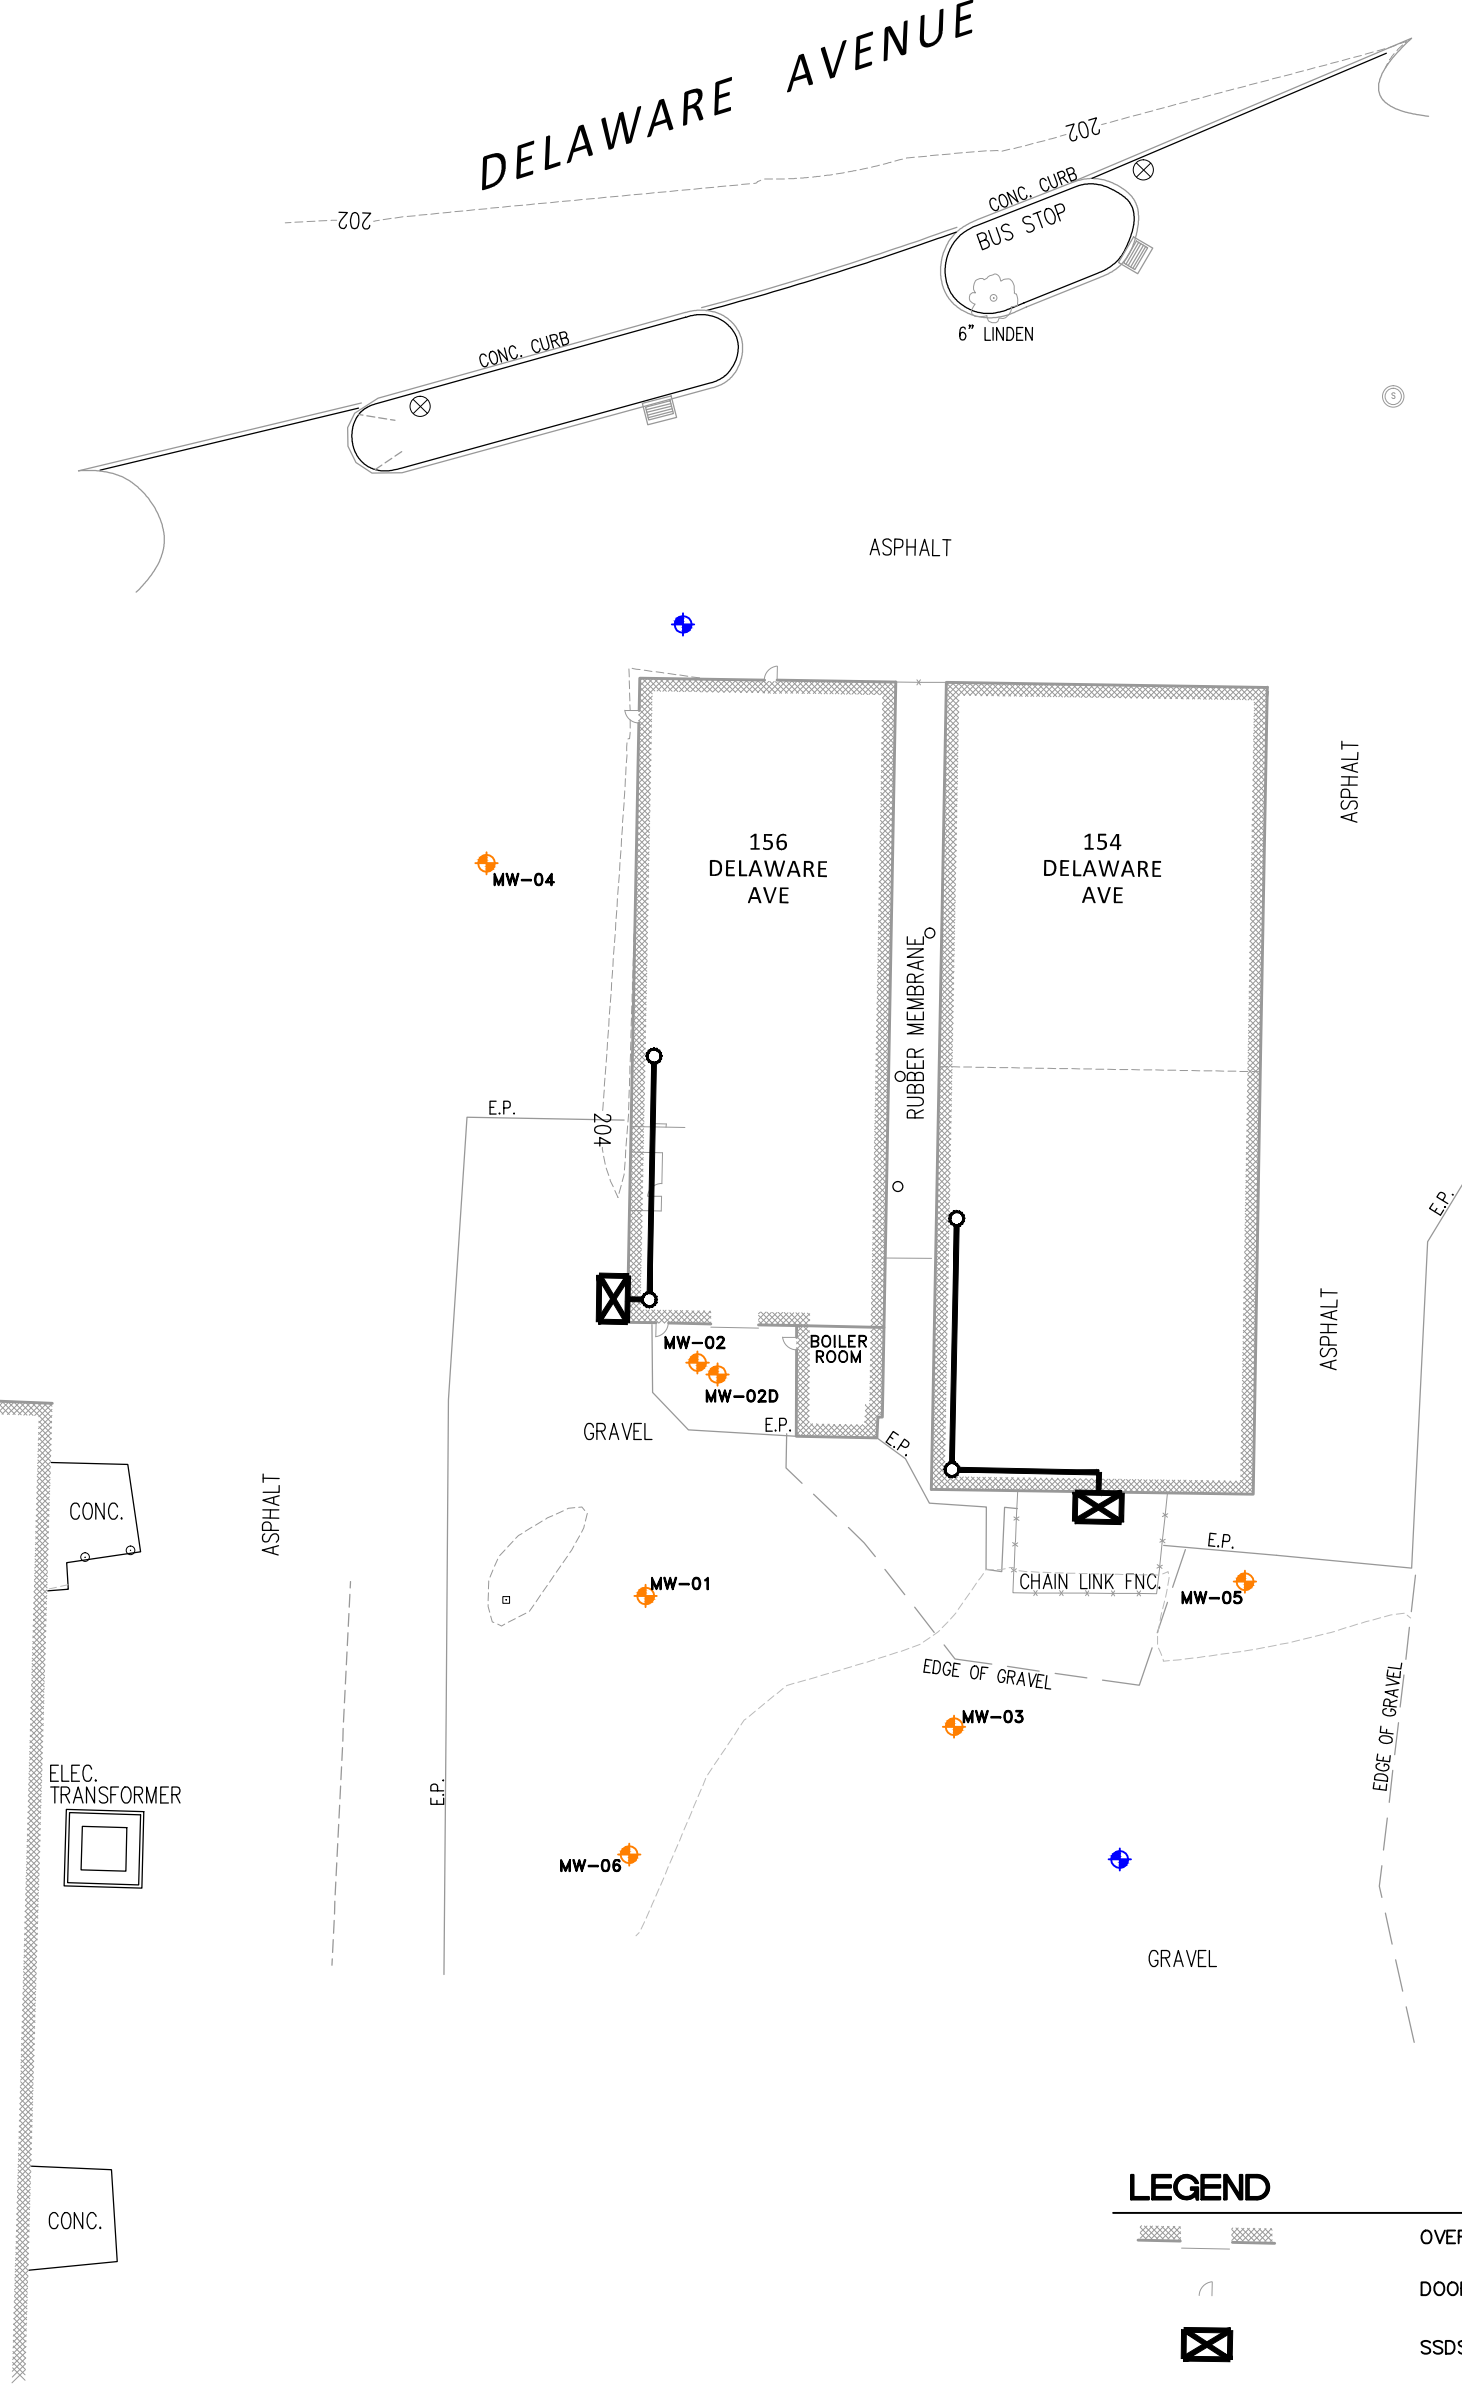 DELAWARE AVENUE
202
202
CONC. CURB
BUS STOP
6" LINDEN
CONC. CURB
S
ASPHALT
ASPHALT
156
DELAWARE
AVE
154
DELAWARE
AVE
MW-04
RUBBER MEMBRANE
E.P.
204
E.P.
ASPHALT
MW-02
BOILER
ROOM
MW-02D
E.P.
GRAVEL
E.P.
CONC.
ASPHALT
E.P.
MW-01
CHAIN LINK FNC.
MW-05
EDGE OF GRAVEL
MW-03
EDGE OF GRAVEL
ELEC.
TRANSFORMER
E.P.
MW-06
GRAVEL
CONC.
LEGEND